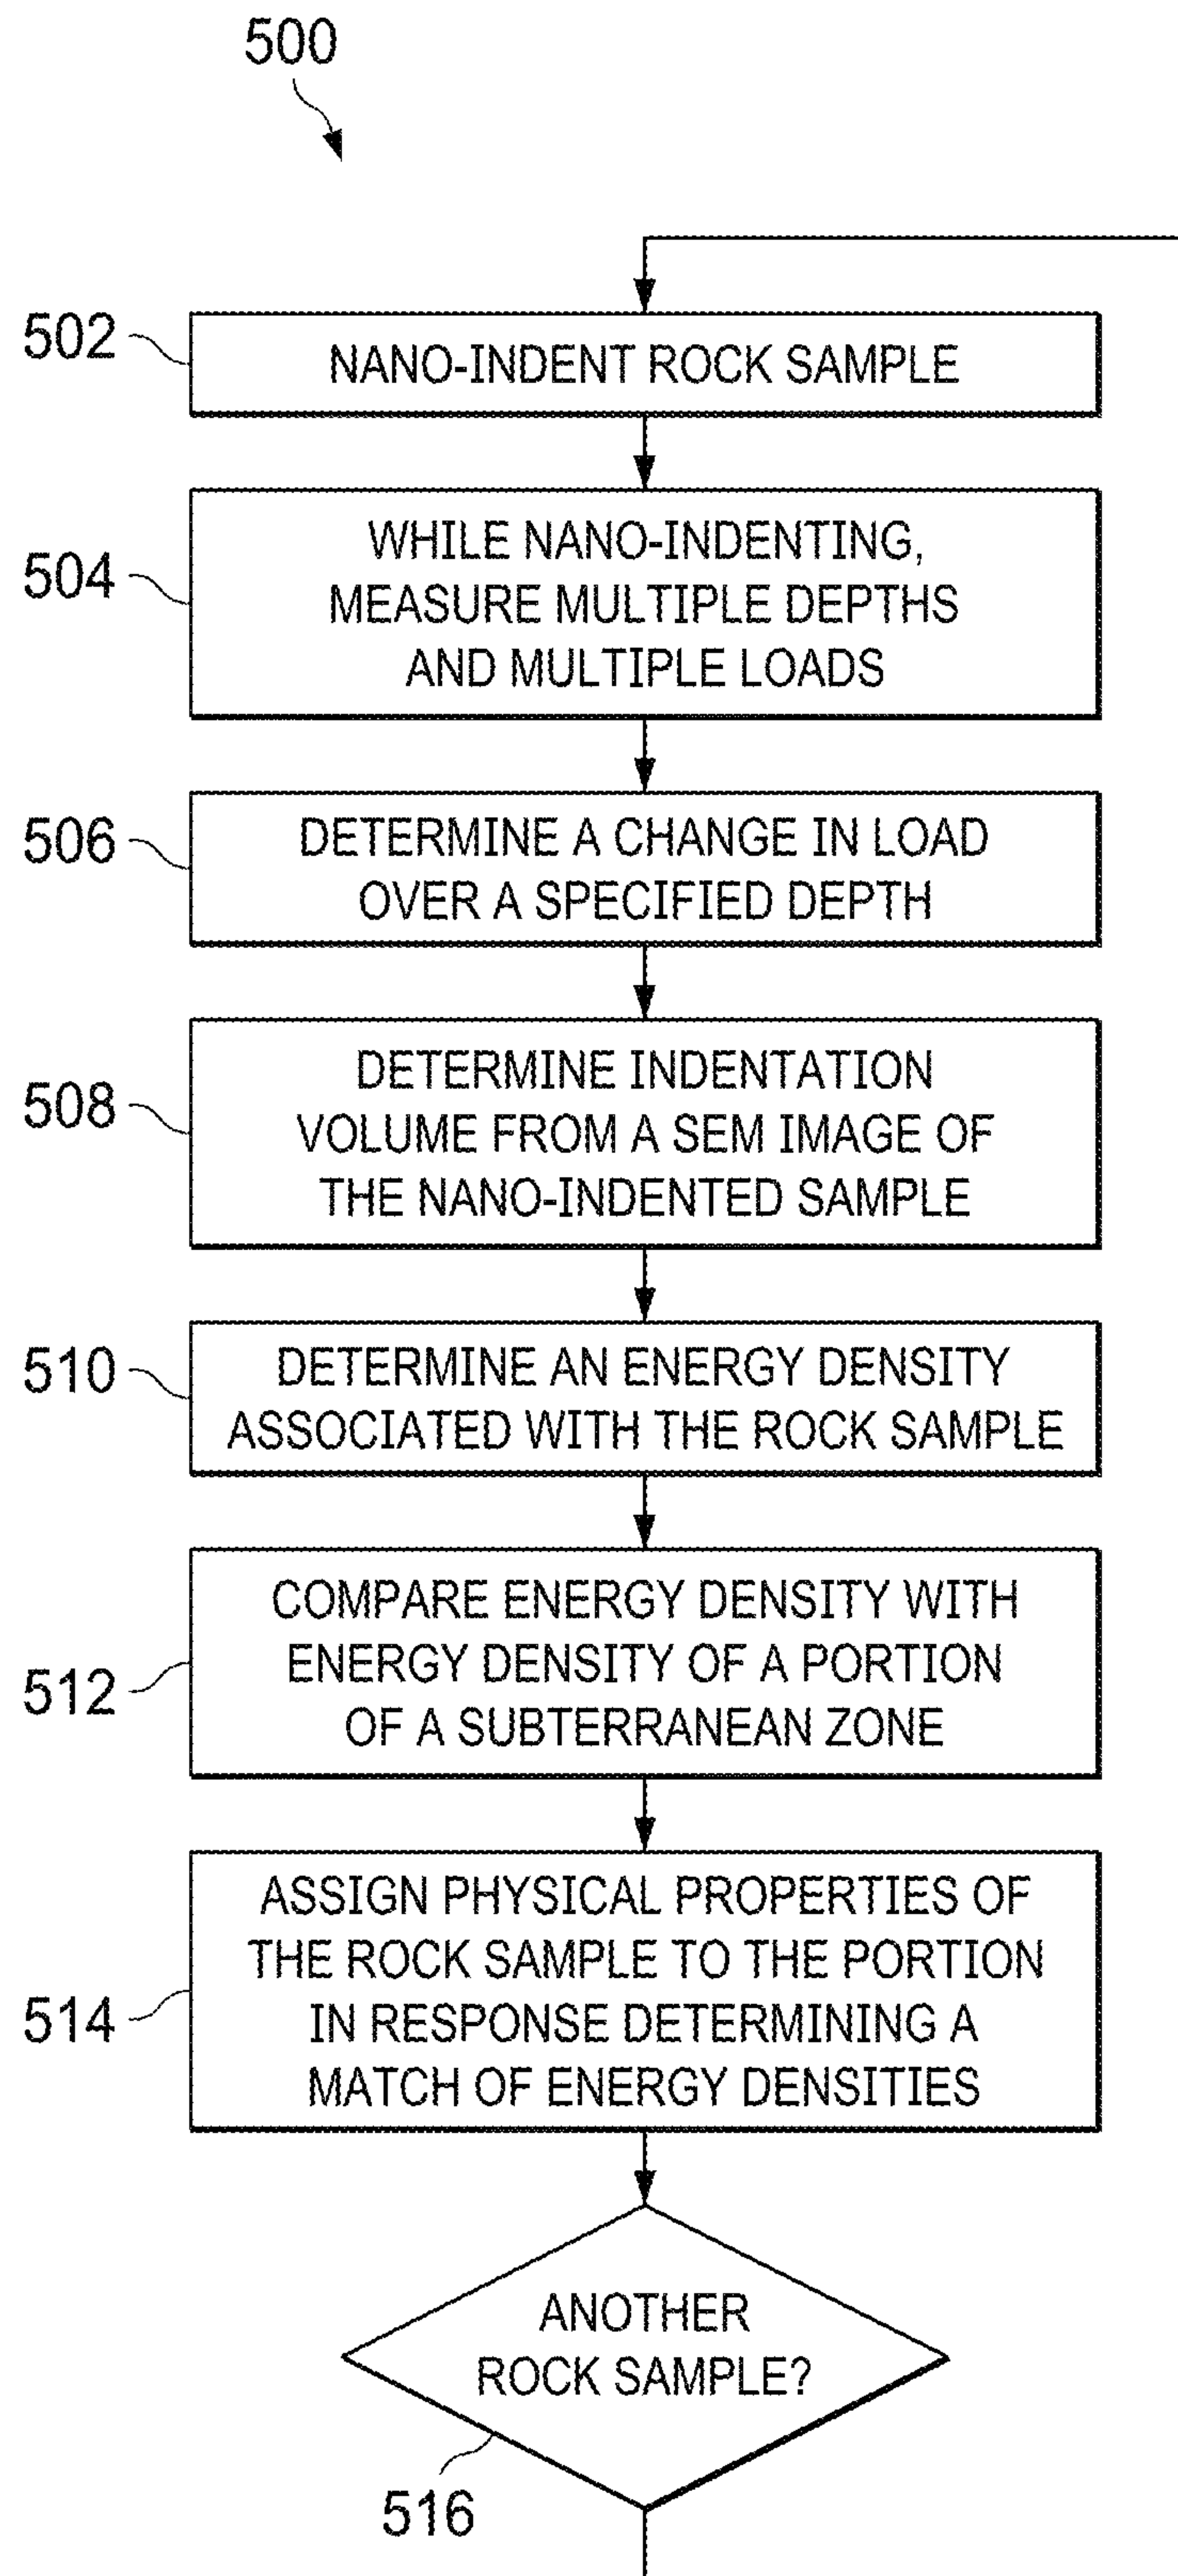 500
502
NANO-INDENT ROCK SAMPLE
504
WHILE NANO-INDENTING,
MEASURE MULTIPLE DEPTHS
AND MULTIPLE LOADS
506
DETERMINE A CHANGE IN LOAD
OVER A SPECIFIED DEPTH
508
DETERMINE INDENTATION
VOLUME FROM A SEM IMAGE OF
THE NANO-INDENTED SAMPLE
510
DETERMINE AN ENERGY DENSITY
ASSOCIATED WITH THE ROCK SAMPLE
512
COMPARE ENERGY DENSITY WITH
ENERGY DENSITY OF A PORTION
OF A SUBTERRANEAN ZONE
514
ASSIGN PHYSICAL PROPERTIES OF
THE ROCK SAMPLE TO THE PORTION
IN RESPONSE DETERMINING A
MATCH OF ENERGY DENSITIES
ANOTHER
ROCK SAMPLE?
516